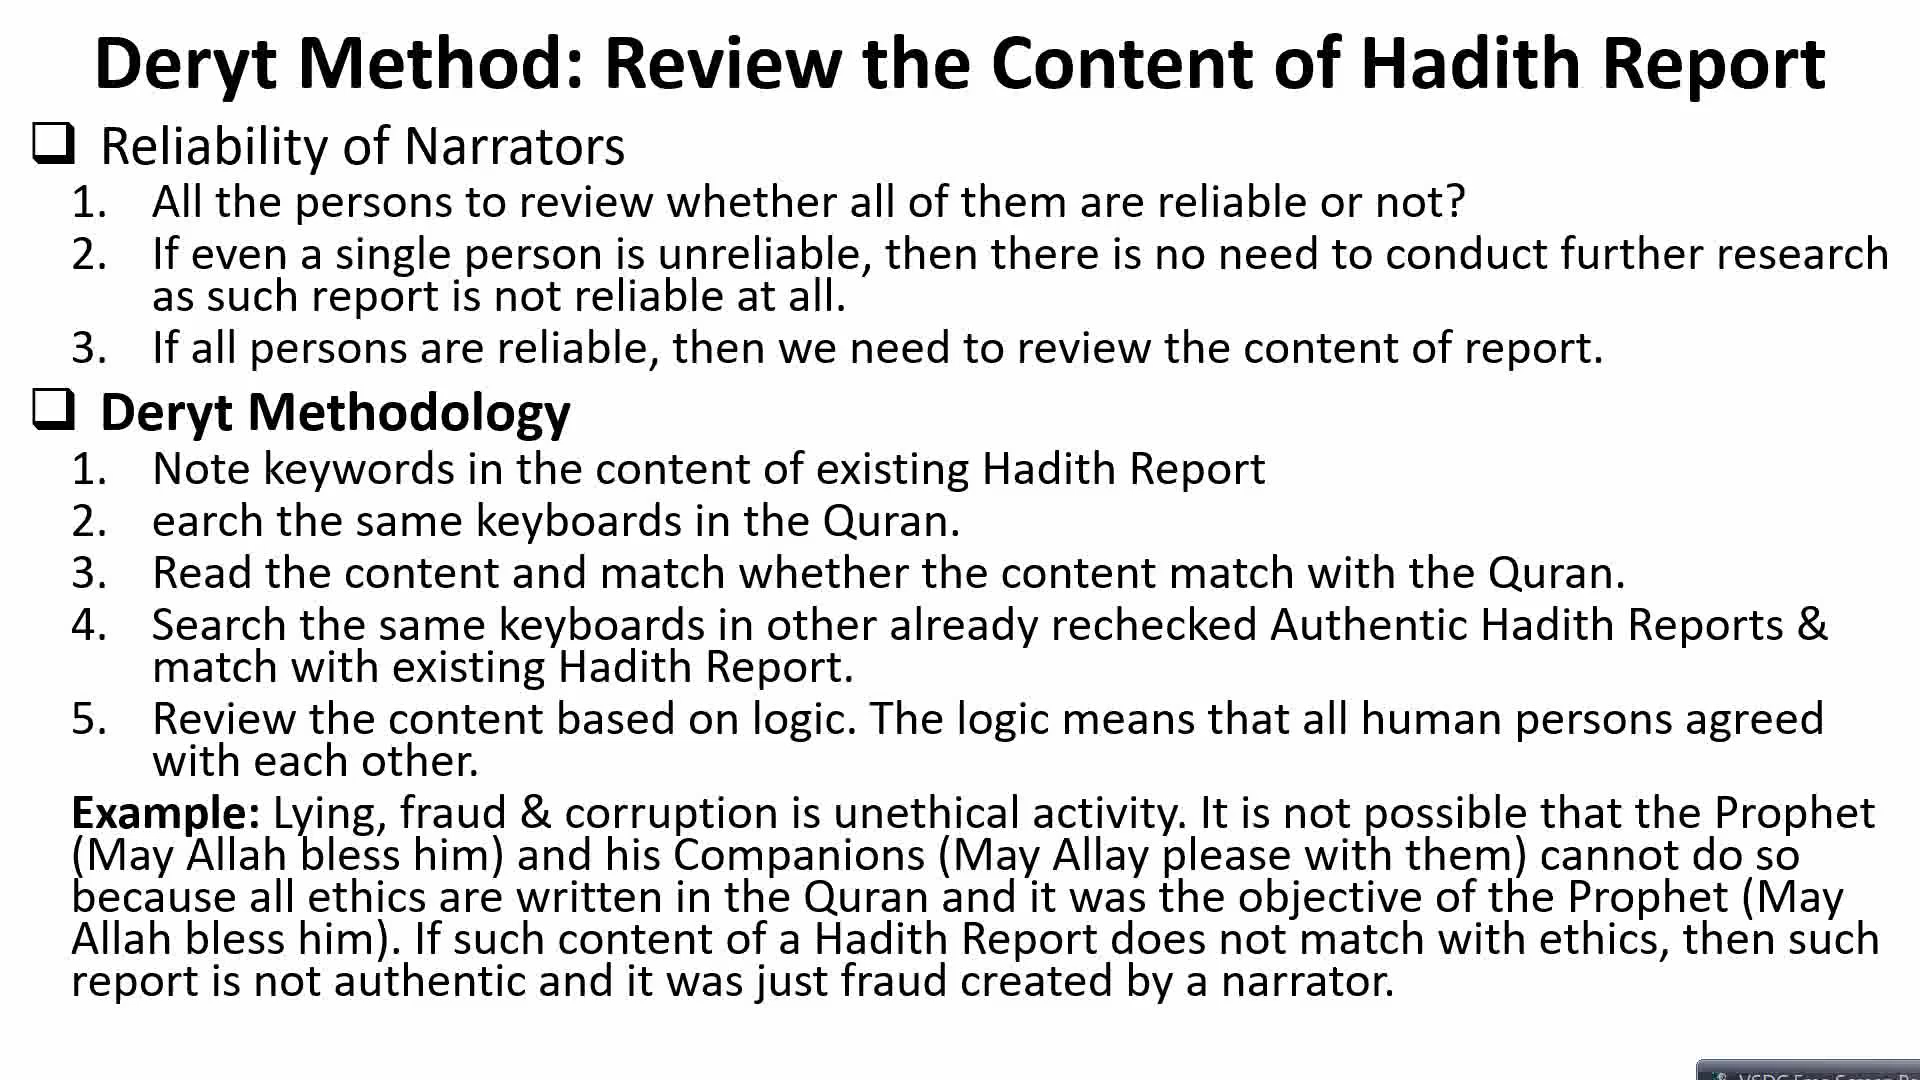 Deryt Method: Review the Content of Hadith Report
Reliability of Narrators
1. All the persons to review whether all of them are reliable or not?
2. If even a single person is unreliable, then there is no need to conduct further research
as such report is not reliable at all.
3. If all persons are reliable, then we need to review the content of report.
Deryt Methodology
1. Note keywords in the content of existing Hadith Report
2. earch the same keyboards in the Quran.
3. Read the content and match whether the content match with the Quran.
4. Search the same keyboards in other already rechecked Authentic Hadith Reports &
match with existing Hadith Report.
5. Review the content based on logic. The logic means that all human persons agreed
with each other.
Example: Lying, fraud & corruption is unethical activity. It is not possible that the Prophet
(May Allah bless him) and his Companions (May Allay please with them) cannot do so
because all ethics are written in the Quran and it was the objective of the Prophet (May
Allah bless him). If such content of a Hadith Report does not match with ethics, then such
report is not authentic and it was just fraud created by a narrator.